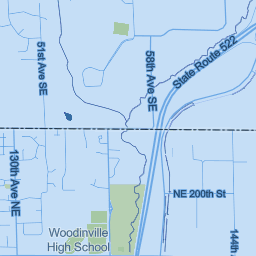 51st Ave SE
58th Ave SE
State Route 522
130th Ave NE
NE 200th St
Woodinville
High School
144th